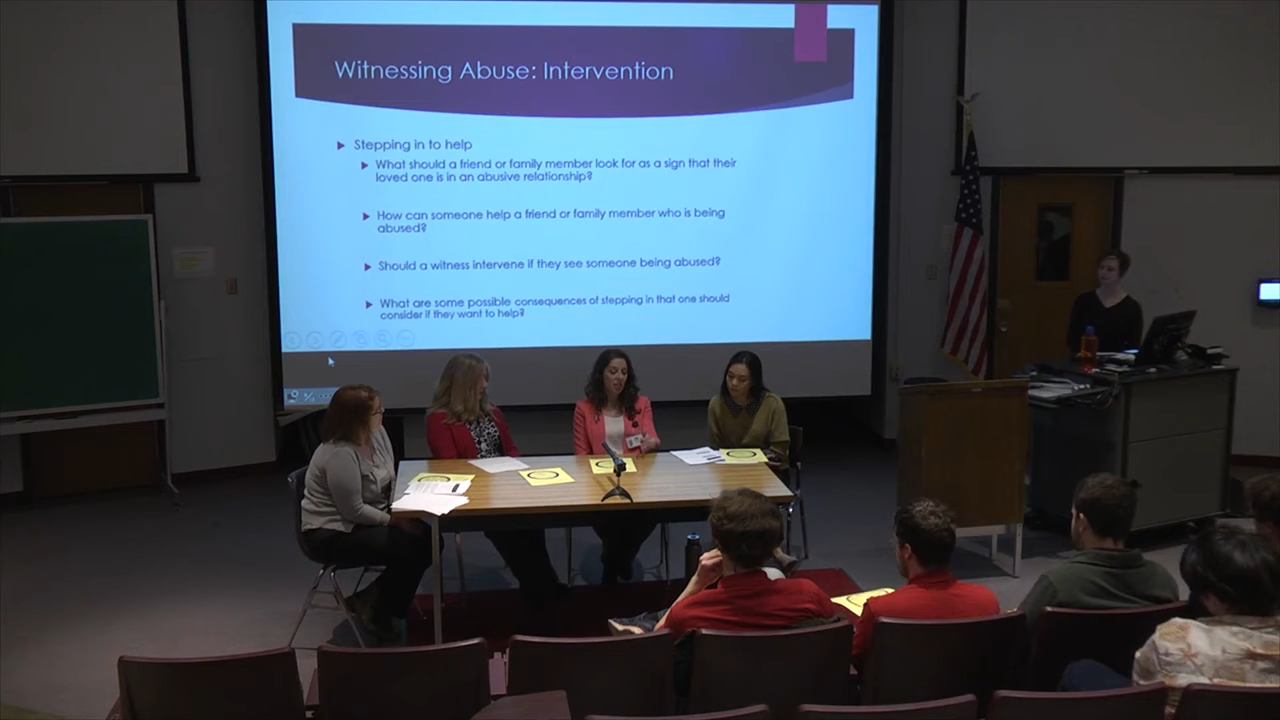 Witnessing Abuse: Intervention
Stepping in to help
What should a friend or family member look for as a sign that their
loved one is in an abusive relationship?
How can someone help a friend or family member who is being
abused?
Should a witness intervene if they see someone being abused?
What are some possible consequences of stepping in that one should
consider if they want to help?